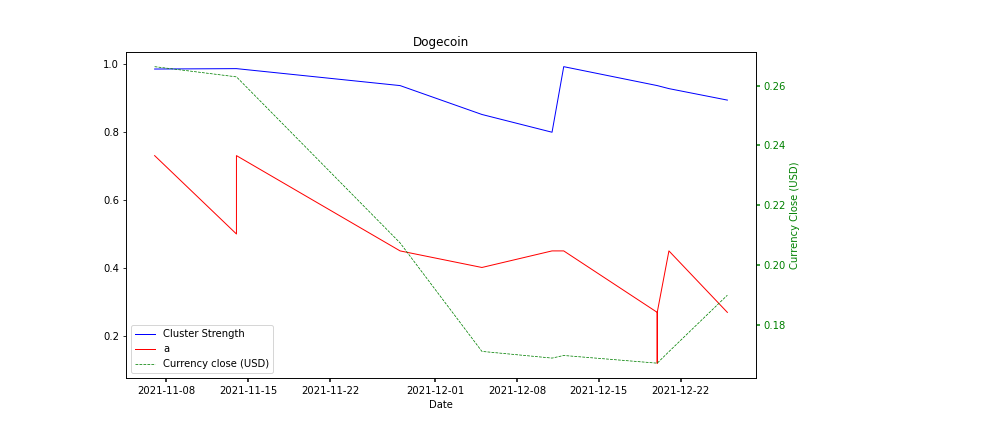 Dogecoin
1.0
0.8
0.6
0.4
0.2
0.26
0.24
0.22
0.20
0.18
Currency Close (USD)
Cluster Strength
a
Currency close (USD)
2021-11-08 2021-11-15 2021-11-22 2021-12-01 2021-12-08 2021-12-15 2021-12-22
Date